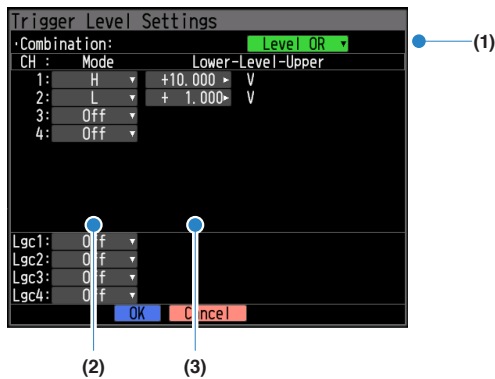 Trigger Level Settings
·Combination: Level OR ▼ (1)
CH : Mode Lower-Level-Upper
1: H ▼ +10.000 ► V
2: L ▼ + 1.000► V
3: Off ▼
4: Off ▼
Lgc1: Off ▼
Lgc2: Off ▼
Lgc3: Off ▼
Lgc4: Off ▼
OK Cancel
(2) (3)